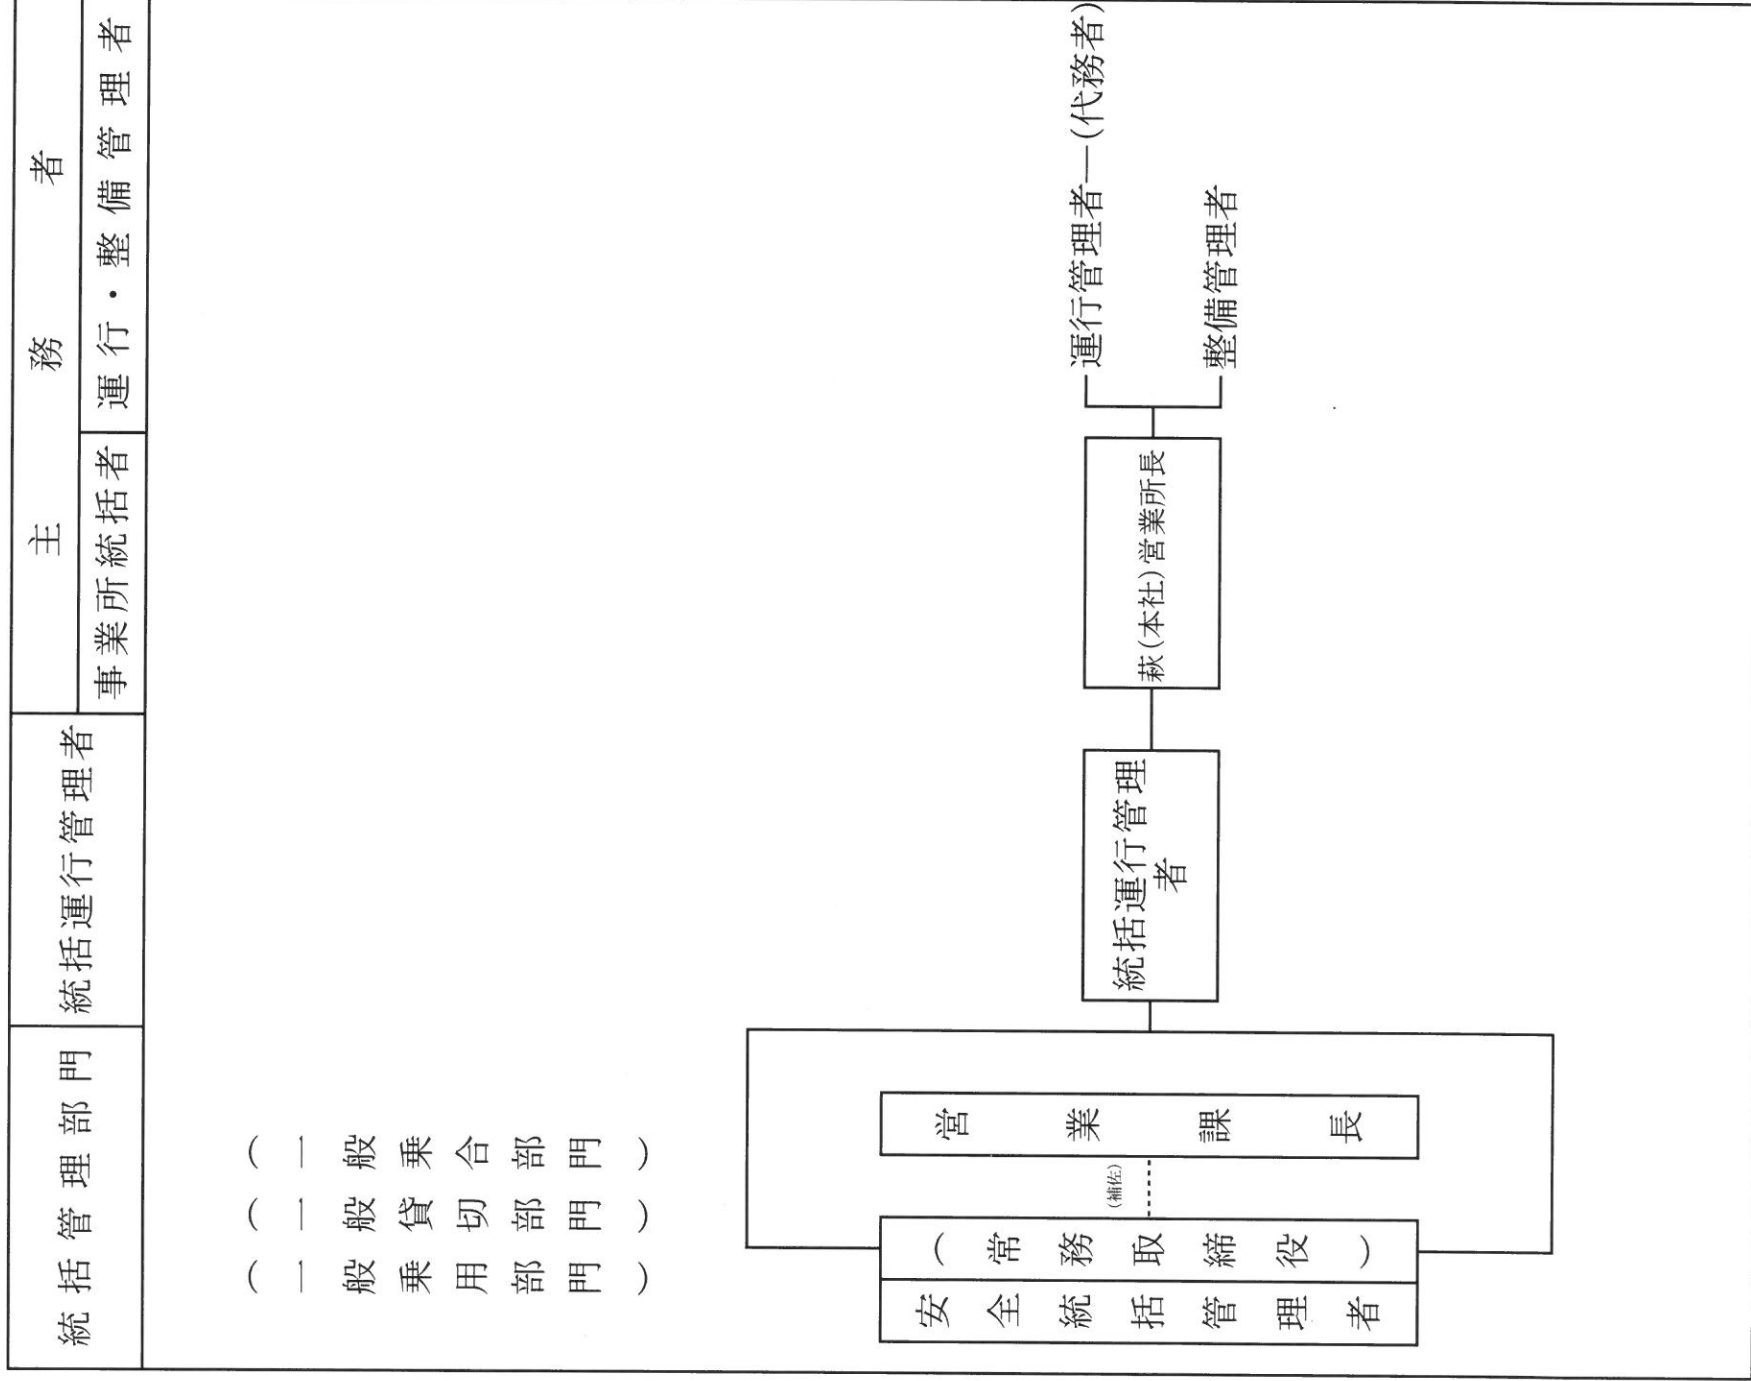 統括管理部門
統括運行管理者
主務者
事業所統括者
運行・整備管理者
(一般乗合部門)
(一般貸切部門)
(一般乗用部門)
安全統括管理者
(常務取締役)
(補佐)
営業課長
統括運行管理
者
萩(本社)営業所長
運行管理者―(代務者)
整備管理者